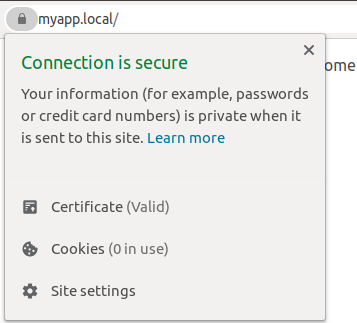 myapp.local/
Connection is secure
ome
Your information (for example, passwords
or credit card numbers) is private when it
is sent to this site. Learn more
Certificate (Valid)
Cookies (0 in use)
Site settings